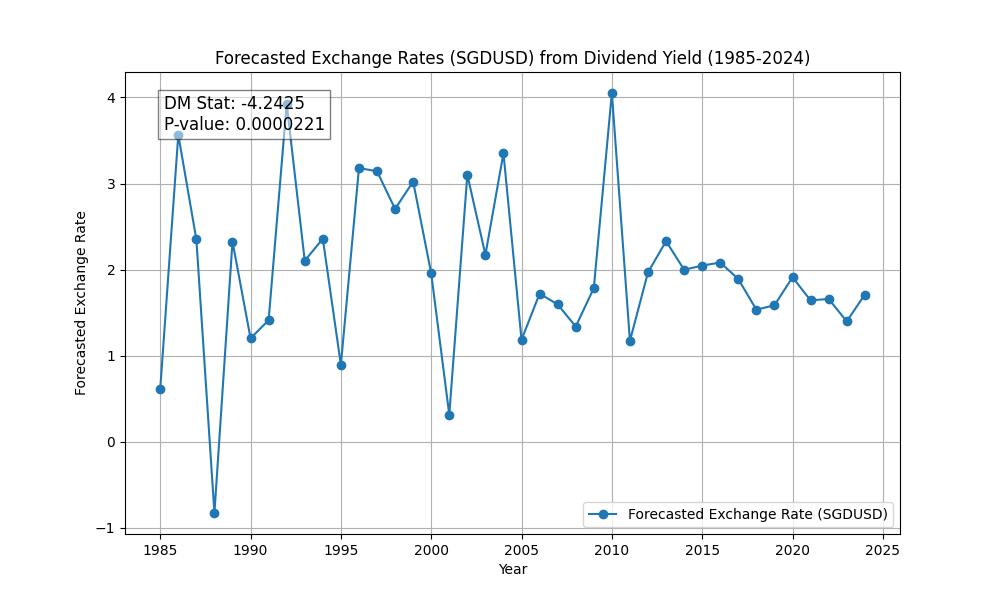 Forecasted Exchange Rates (SGDUSD) from Dividend Yield (1985-2024)
DM Stat: -4.2425
P-value: 0.0000221
4
3
2
1
0
−1
Forecasted Exchange Rate
Forecasted Exchange Rate (SGDUSD)
1985 1990 1995 2000 2005 2010 2015 2020 2025
Year